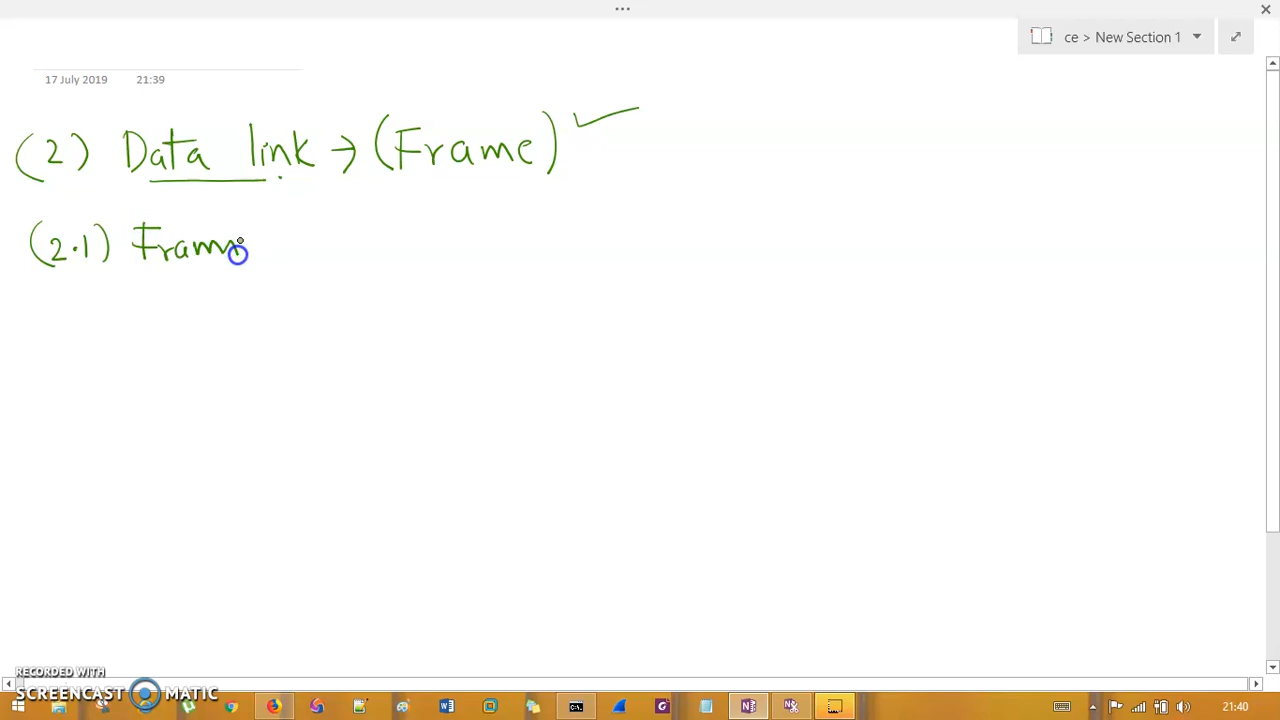 ...
ce > New Section 1
17 July 2019 21:39
(2) Data link → (Frame) ✓
(2.1) Fram
RECORDED WITH
SCREENCAST MATIC
21:40